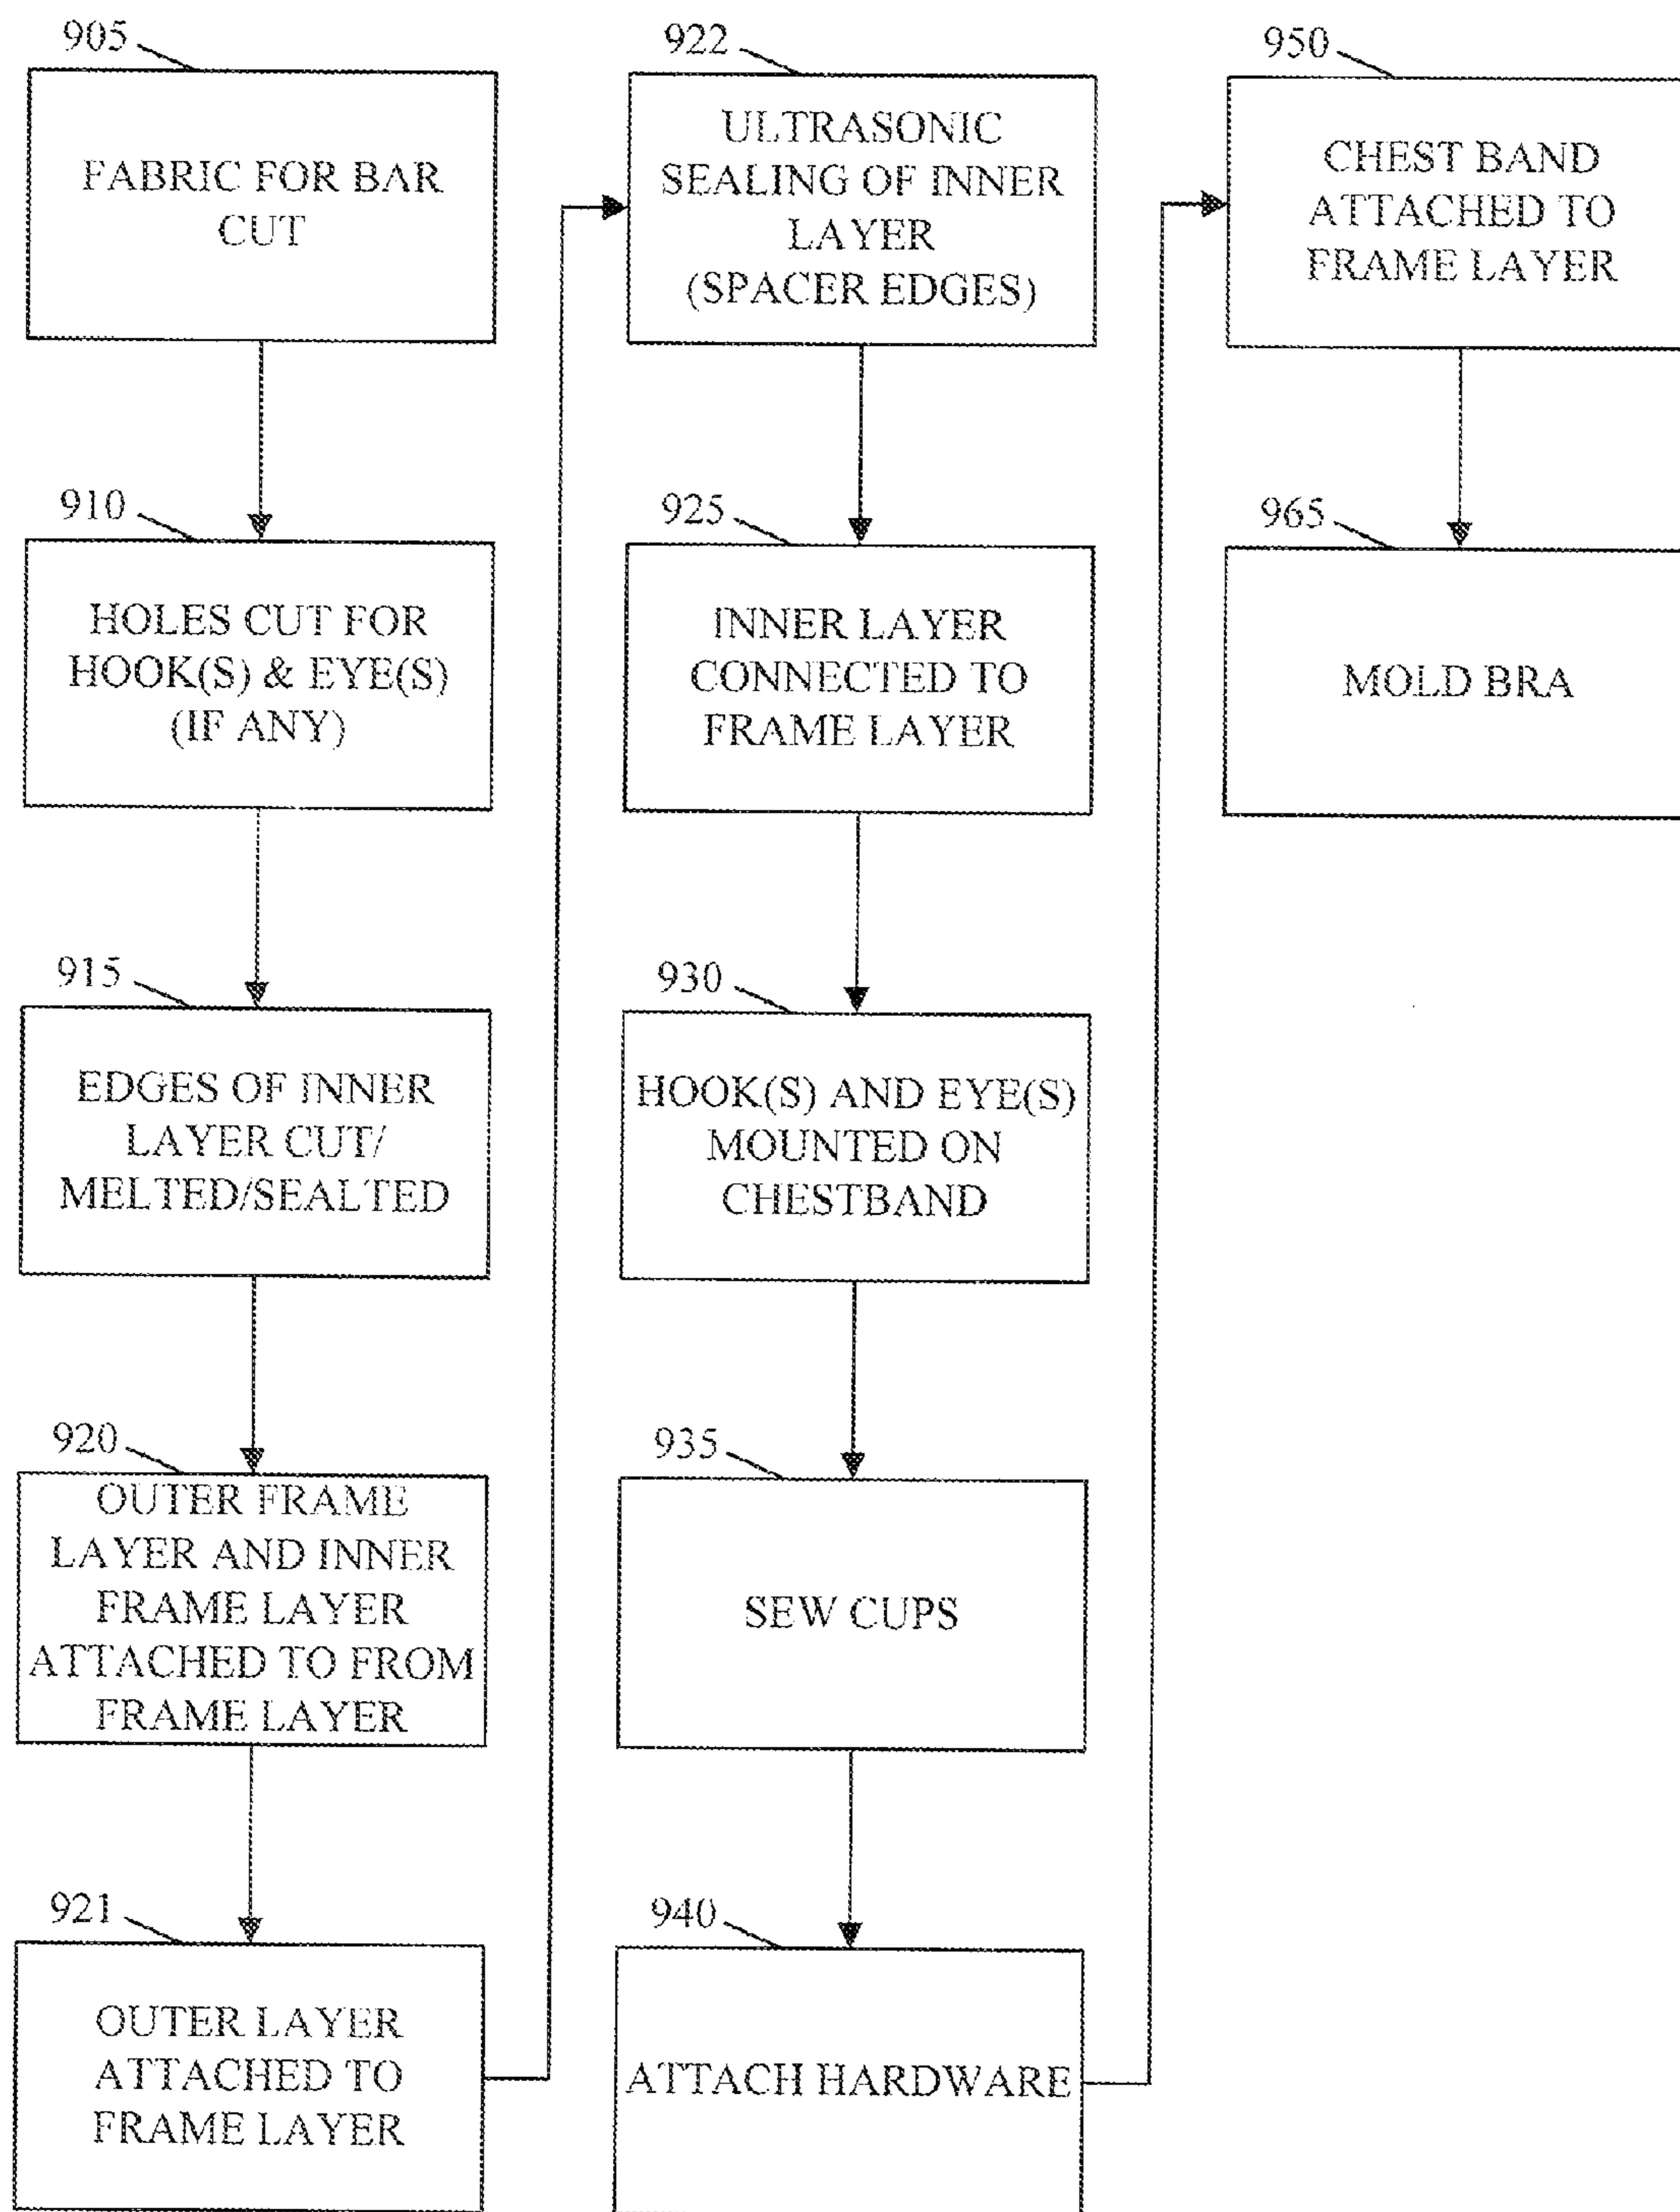 905
FABRIC FOR BAR
CUT
910
HOLES CUT FOR
HOOK(S) & EYE(S)
(IF ANY)
915
EDGES OF INNER
LAYER CUT/
MELTED/SEALTED
920
OUTER FRAME
LAYER AND INNER
FRAME LAYER
ATTACHED TO FROM
FRAME LAYER
921
OUTER LAYER
ATTACHED TO
FRAME LAYER
922
ULTRASONIC
SEALING OF INNER
LAYER
(SPACER EDGES)
925
INNER LAYER
CONNECTED TO
FRAME LAYER
930
HOOK(S) AND EYE(S)
MOUNTED ON
CHESTBAND
935
SEW CUPS
940
ATTACH HARDWARE
950
CHEST BAND
ATTACHED TO
FRAME LAYER
965
MOLD BRA